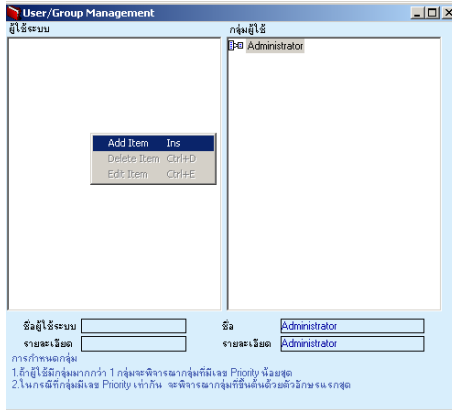 User/Group Management
ผู้ใช้ระบบ กลุ่มผู้ใช้
Administrator
Add Item Ins
Delete Item Ctrl+D
Edit Item Ctrl+E
ชื่อผู้ใช้ระบบ ชื่อ Administrator
รายละเอียด รายละเอียด Administrator
การกำหนดกลุ่ม
1.ถ้าผู้ใช้มีกลุ่มมากกว่า 1 กลุ่มจะพิจารณากลุ่มที่มีเลข Priority น้อยสุด
2.ในกรณีที่กลุ่มมีเลข Priority เท่ากัน จะพิจารณากลุ่มที่ขึ้นต้นด้วยตัวอักษรแรกสุด